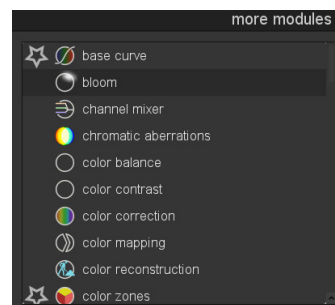 more modules
base curve
bloom
channel mixer
chromatic aberrations
color balance
color contrast
color correction
color mapping
color reconstruction
color zones